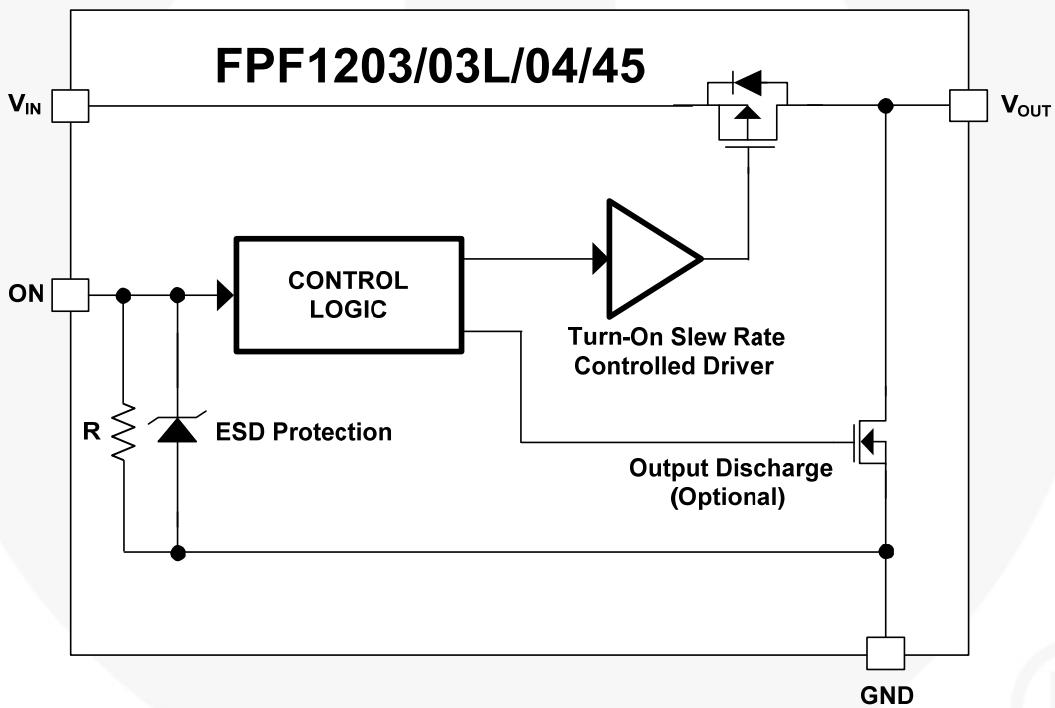 FPF1203/03L/04/45
VIN
VOUT
ON
CONTROL
LOGIC
Turn-On Slew Rate
Controlled Driver
R
ESD Protection
Output Discharge
(Optional)
GND